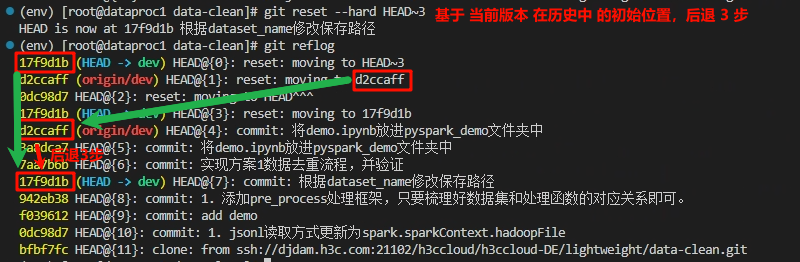 (env) [root@dataproc1 data-clean]# git reset --hard HEAD~3 基于 当前版本 在历史中 的初始位置，后退 3 步
HEAD is now at 17f9d1b 根据dataset_name修改保存路径
(env) [root@dataproc1 data-clean]# git reflog
17f9d1b (HEAD -> dev) HEAD@{0}: reset: moving to HEAD~3
d2ccaff (origin/dev) HEAD@{1}: reset: moving to d2ccaff
0dc98d7 HEAD@{2}: reset: moving to HEAD^^^
17f9d1b (HEAD -> dev) HEAD@{3}: reset: moving to 17f9d1b
d2ccaff (origin/dev) HEAD@{4}: commit: 将demo.ipynb放进pyspark_demo文件夹中
HEAD@{5}: commit: 将demo.ipynb放进pyspark_demo文件夹中
后退3步
HEAD@{6}: commit: 实现方案1数据去重流程，并验证
17f9d1b (HEAD -> dev) HEAD@{7}: commit: 根据dataset_name修改保存路径
942eb38 HEAD@{8}: commit: 1. 添加pre_process处理框架，只要梳理好数据集和处理函数的对应关系即可。
f039612 HEAD@{9}: commit: add demo
0dc98d7 HEAD@{10}: commit: 1. jsonl读取方式更新为spark.sparkContext.hadoopFile
bfbf7fc HEAD@{11}: clone: from ssh://djdam.h3c.com:21102/h3ccloud/h3ccloud-DE/lightweight/data-clean.git